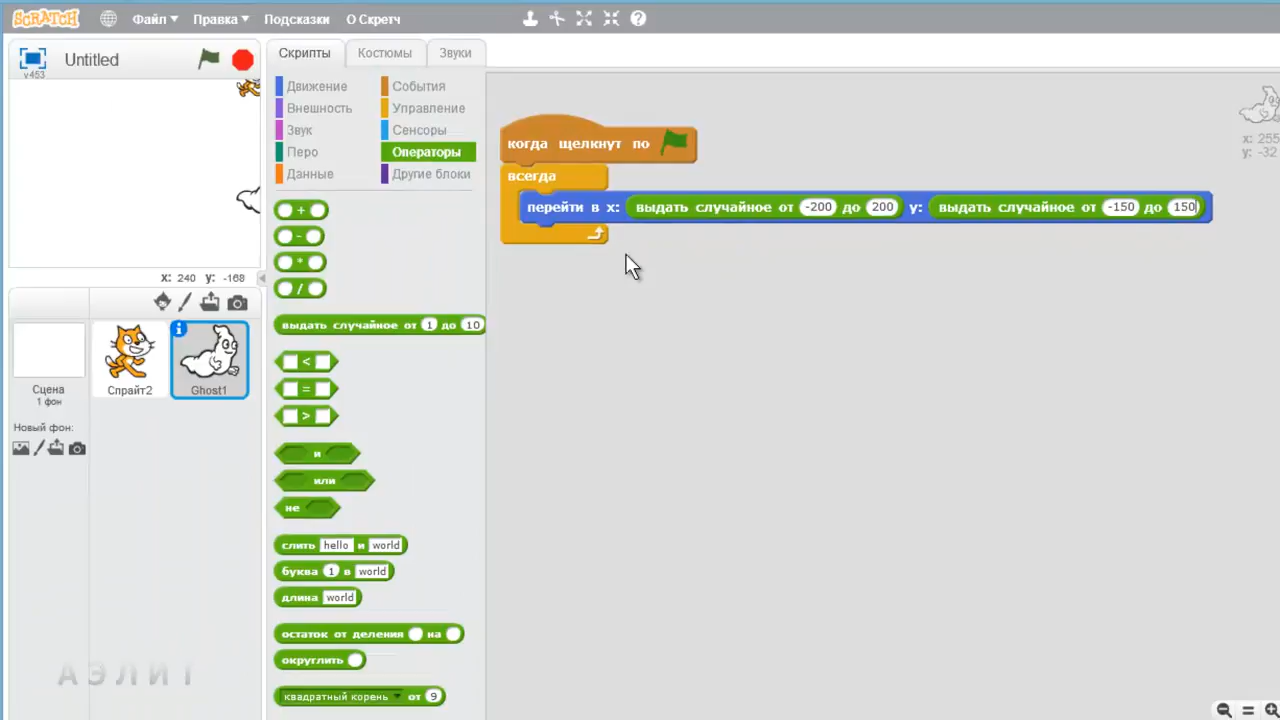 SCRATCH Файл Правка Подсказки О Скретч
v453 Untitled
Скрипты Костюмы Звуки
Движение События
Внешность Управление
Звук Сенсоры
Перо Операторы
Данные Другие блоки
+
-
*
/
выдать случайное от 1 до 10
<
=
>
и
или
не
слить hello и world
буква 1 в world
длина world
остаток от деления на
округлить
квадратный корень от 9
x: 240 y: -168
Спрайт2 Ghost1
Сцена
1 фон
Новый фон:
когда щелкнут по
всегда
перейти в x: выдать случайное от -200 до 200 y: выдать случайное от -150 до 150
x: 255
y: -32
АЭЛИТ